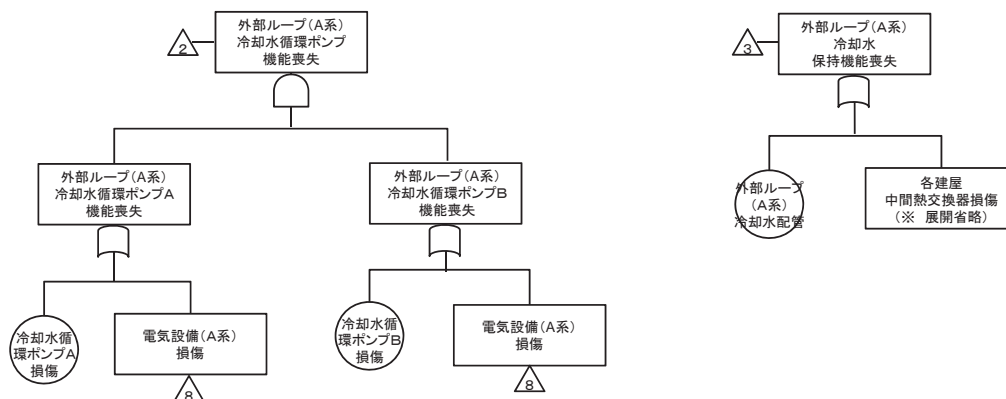 2
外部ループ(A系)
冷却水循環ポンプ
機能喪失
外部ループ(A系)
冷却水循環ポンプA
機能喪失
外部ループ(A系)
冷却水循環ポンプB
機能喪失
冷却水循
環ポンプA
損傷
電気設備(A系)
損傷
8
冷却水循
環ポンプB
損傷
電気設備(A系)
損傷
8
3
外部ループ(A系)
冷却水
保持機能喪失
外部ループ
(A系)
冷却水配管
各建屋
中間熱交換器損傷
(※ 展開省略)